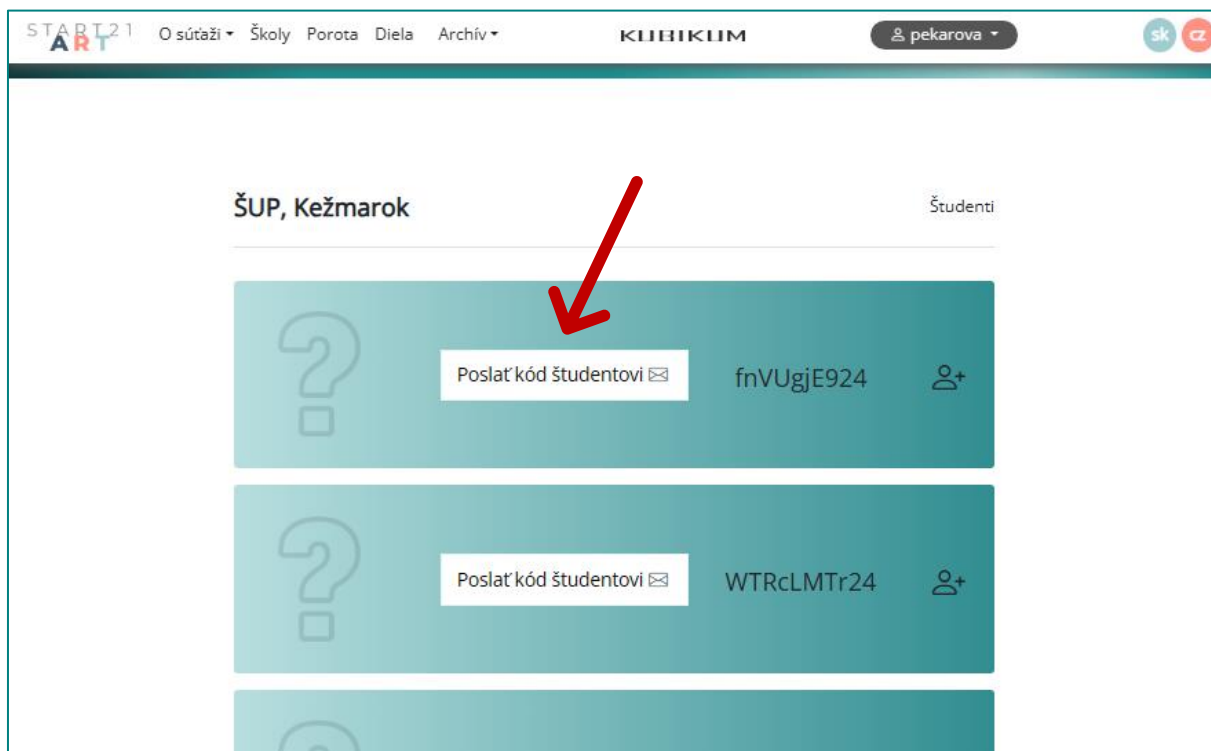 START21
ART
O súťaži
Školy
Porota
Diela
Archív
KUBIKUM
pekarova
sk
cz
ŠUP, Kežmarok
Študenti
Poslať kód študentovi
fnVUgjE924
Poslať kód študentovi
WTRcLMTr24